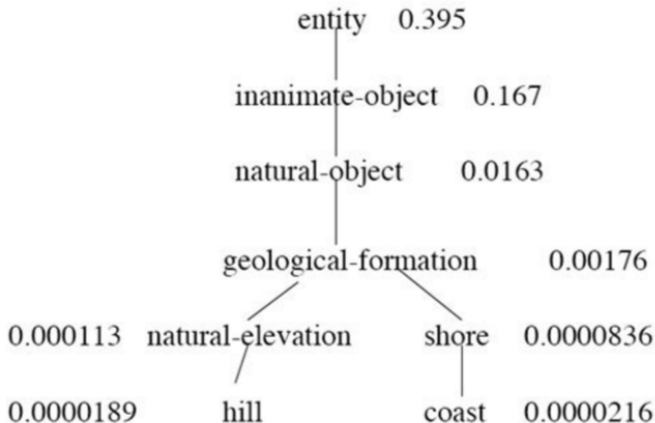 entity 0.395
inanimate-object 0.167
natural-object 0.0163
geological-formation 0.00176
0.000113 natural-elevation shore 0.0000836
0.0000189 hill coast 0.0000216